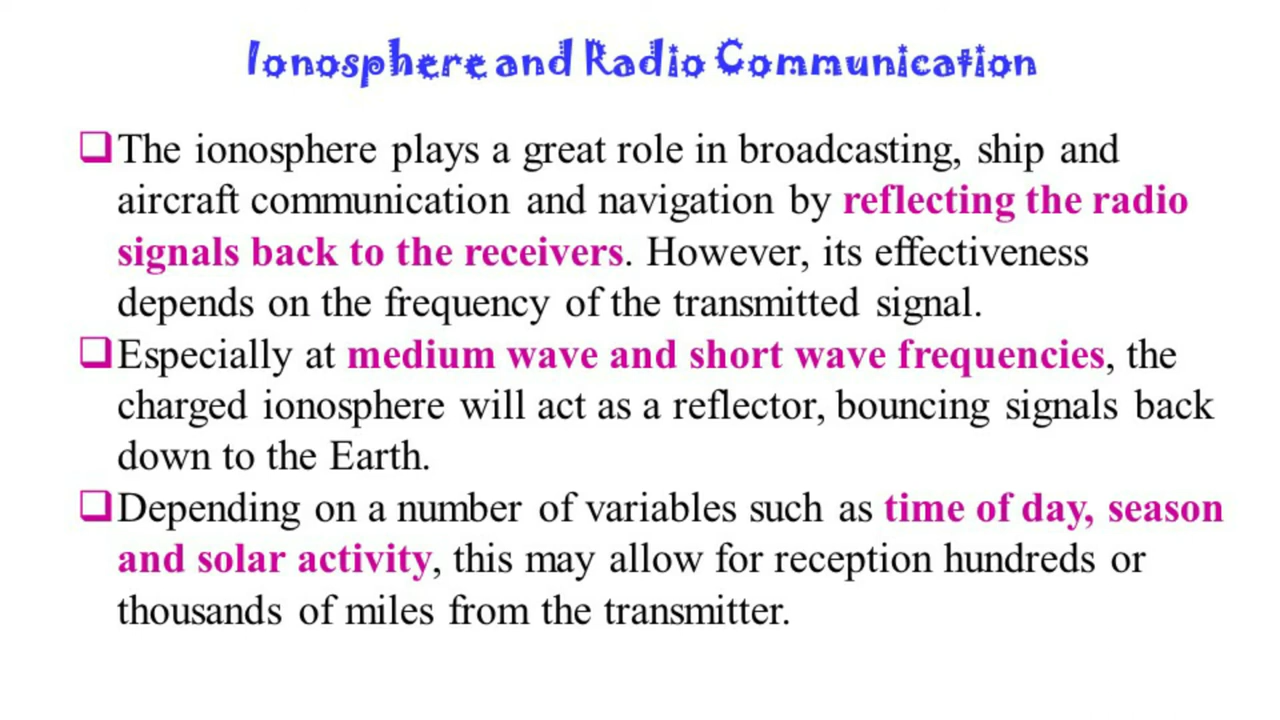 Ionosphere and Radio Communication
❑The ionosphere plays a great role in broadcasting, ship and
aircraft communication and navigation by reflecting the radio
signals back to the receivers. However, its effectiveness
depends on the frequency of the transmitted signal.
❑Especially at medium wave and short wave frequencies, the
charged ionosphere will act as a reflector, bouncing signals back
down to the Earth.
❑Depending on a number of variables such as time of day, season
and solar activity, this may allow for reception hundreds or
thousands of miles from the transmitter.